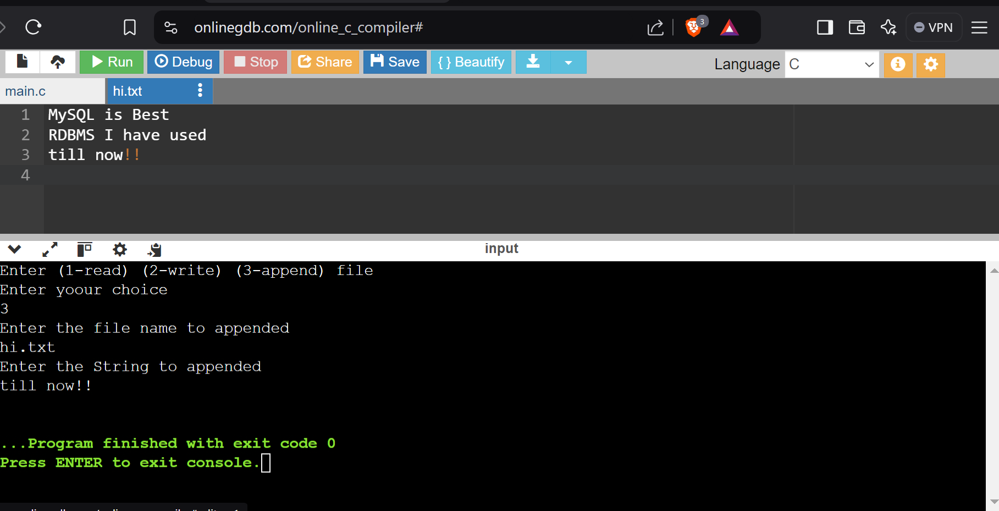 onlinegdb.com/online_c_compiler#
3
VPN
Run
Debug
Stop
Share
Save
{ } Beautify
Language
C
main.c
hi.txt
1 MySQL is Best
2 RDBMS I have used
3 till now!!
4
input
Enter (1-read) (2-write) (3-append) file
Enter yoour choice
3
Enter the file name to appended
hi.txt
Enter the String to appended
till now!!
...Program finished with exit code 0
Press ENTER to exit console.